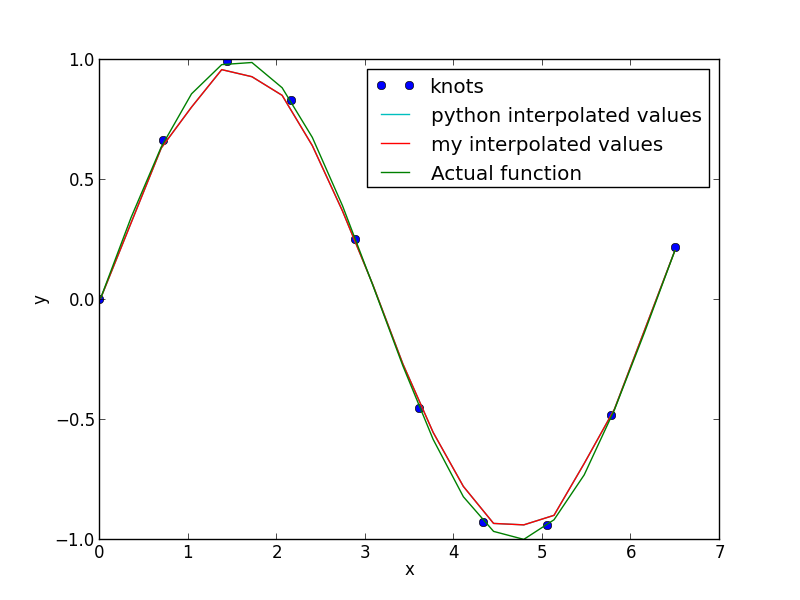 1.0
0.5
0.0
−0.5
−1.0
y
knots
python interpolated values
my interpolated values
Actual function
0 1 2 3 4 5 6 7
x